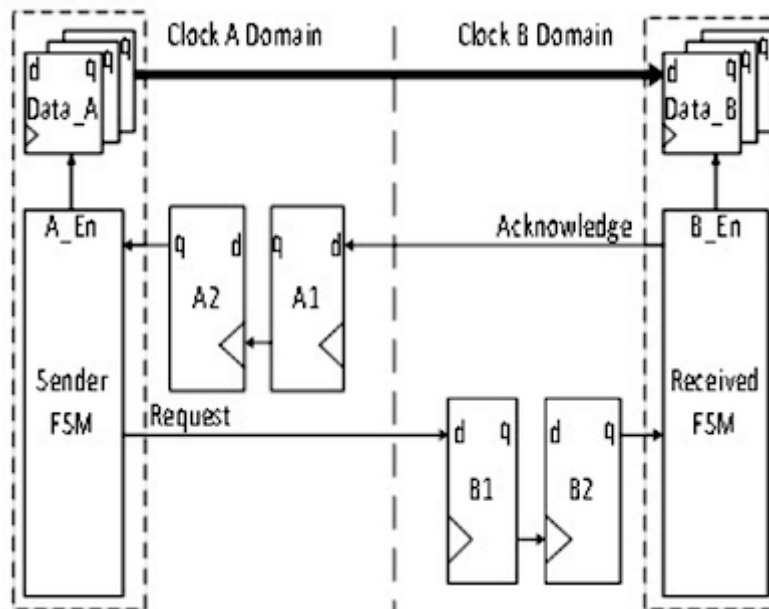 Clock A Domain
Clock B Domain
d q q
Data_A
d q q
Data_B
A_En
Acknowledge
B_En
q d
q d
A2
A1
Sender
FSM
Received
FSM
Request
d q
d q
B1
B2